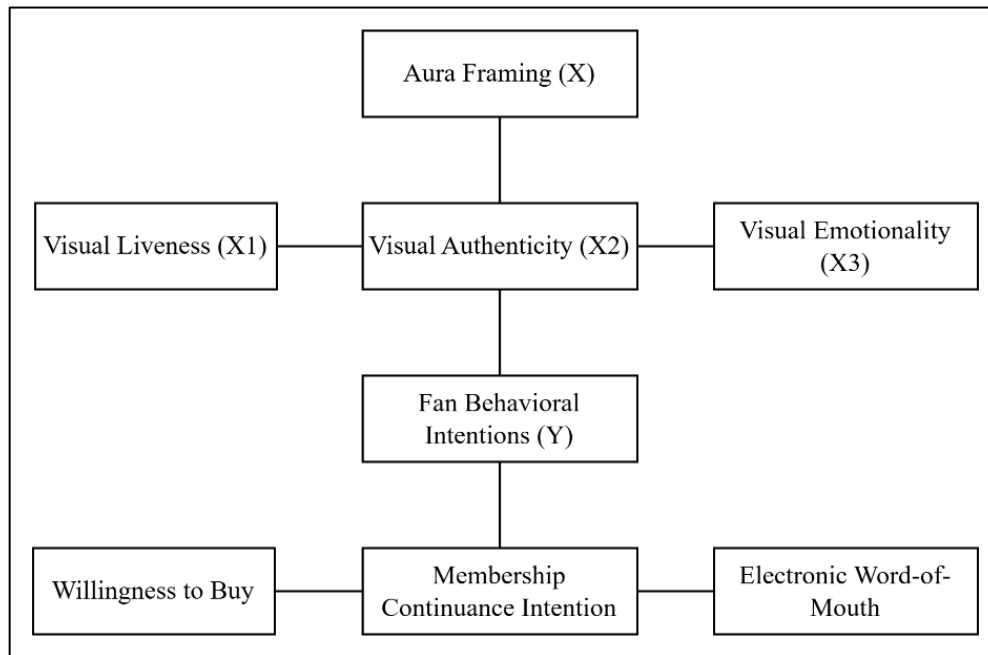 Aura Framing (X)
Visual Liveness (X1)
Visual Authenticity (X2)
Visual Emotionality
(X3)
Fan Behavioral
Intentions (Y)
Willingness to Buy
Membership
Continuance Intention
Electronic Word-of-
Mouth